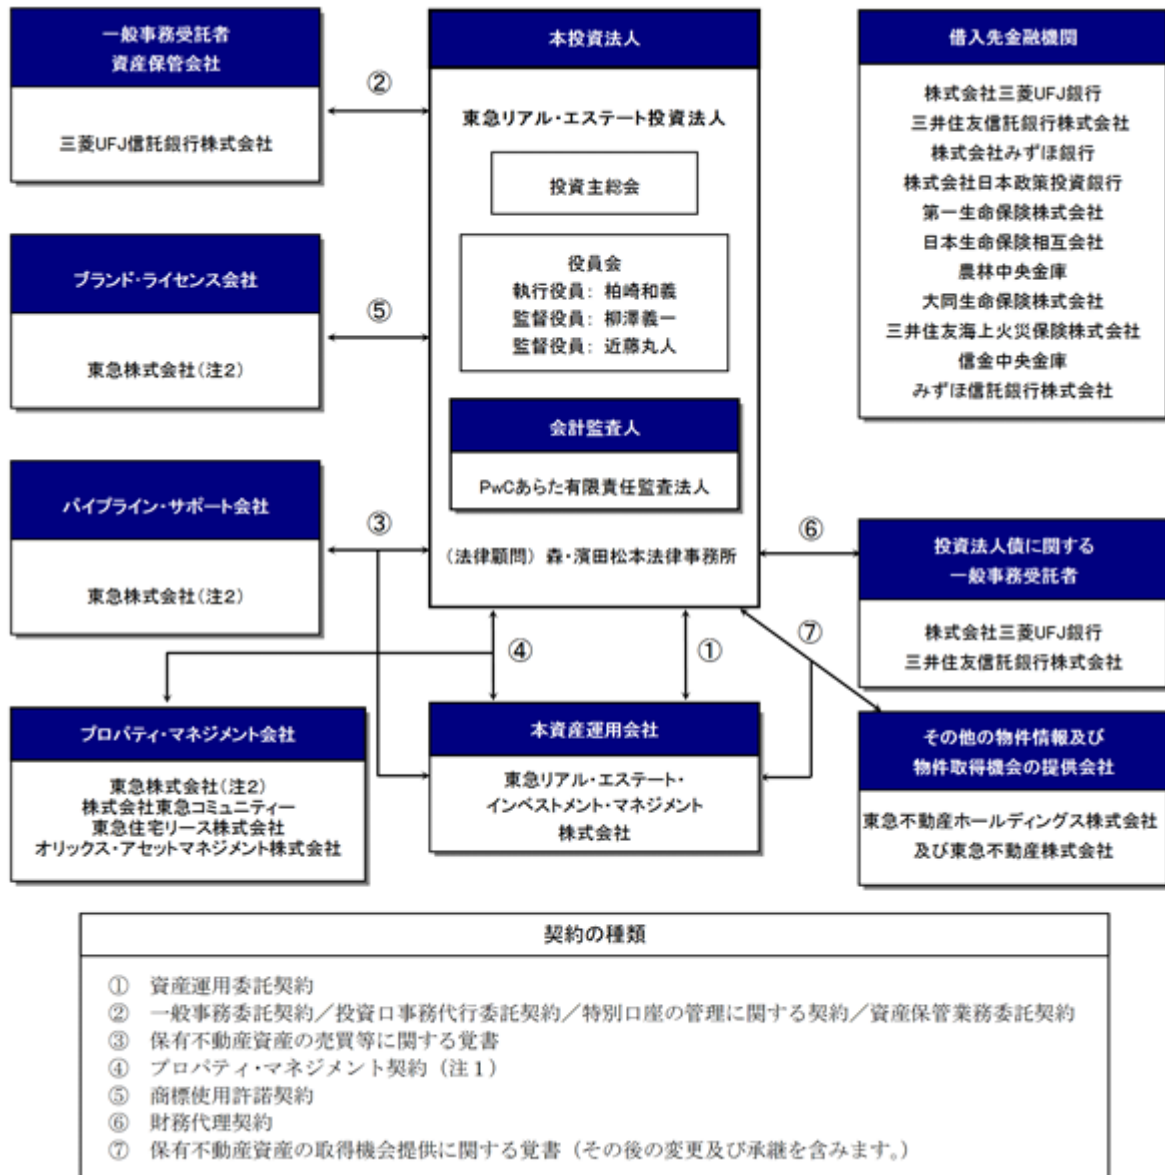 一般事務受託者
資産保管会社
三菱UFJ信託銀行株式会社
②
ブランド・ライセンス会社
東急株式会社(注2)
⑤
パイプライン・サポート会社
東急株式会社(注2)
③
プロパティ・マネジメント会社
東急株式会社(注2)
株式会社東急コミュニティー
東急住宅リース株式会社
オリックス・アセットマネジメント株式会社
本投資法人
東急リアル・エステート投資法人
投資主総会
役員会
執行役員: 柏崎和義
監督役員: 柳澤義一
監督役員: 近藤丸人
会計監査人
PwCあらた有限責任監査法人
(法律顧問) 森・濱田松本法律事務所
④
①
本資産運用会社
東急リアル・エステート・
インベストメント・マネジメント
株式会社
借入先金融機関
株式会社三菱UFJ銀行
三井住友信託銀行株式会社
株式会社みずほ銀行
株式会社日本政策投資銀行
第一生命保険株式会社
日本生命保険相互会社
農林中央金庫
大同生命保険株式会社
三井住友海上火災保険株式会社
信金中央金庫
みずほ信託銀行株式会社
⑥
投資法人債に関する
一般事務受託者
株式会社三菱UFJ銀行
三井住友信託銀行株式会社
⑦
その他の物件情報及び
物件取得機会の提供会社
東急不動産ホールディングス株式会社
及び東急不動産株式会社
契約の種類
① 資産運用委託契約
② 一般事務委託契約/投資口事務代行委託契約/特別口座の管理に関する契約/資産保管業務委託契約
③ 保有不動産資産の売買等に関する覚書
④ プロパティ・マネジメント契約(注1)
⑤ 商標使用許諾契約
⑥ 財務代理契約
⑦ 保有不動産資産の取得機会提供に関する覚書(その後の変更及び承継を含みます。)